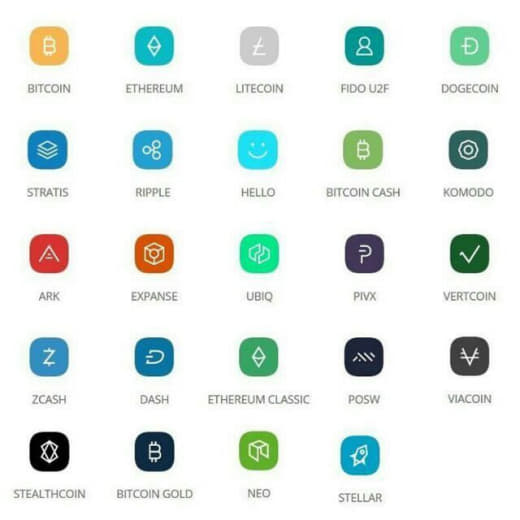 BITCOIN
ETHEREUM
LITECOIN
FIDO U2F
DOGECOIN
STRATIS
RIPPLE
HELLO
BITCOIN CASH
KOMODO
ARK
EXPANSE
UBIQ
PIVX
VERTCOIN
ZCASH
DASH
ETHEREUM CLASSIC
POSW
VIACOIN
STEALTHCOIN
BITCOIN GOLD
NEO
STELLAR